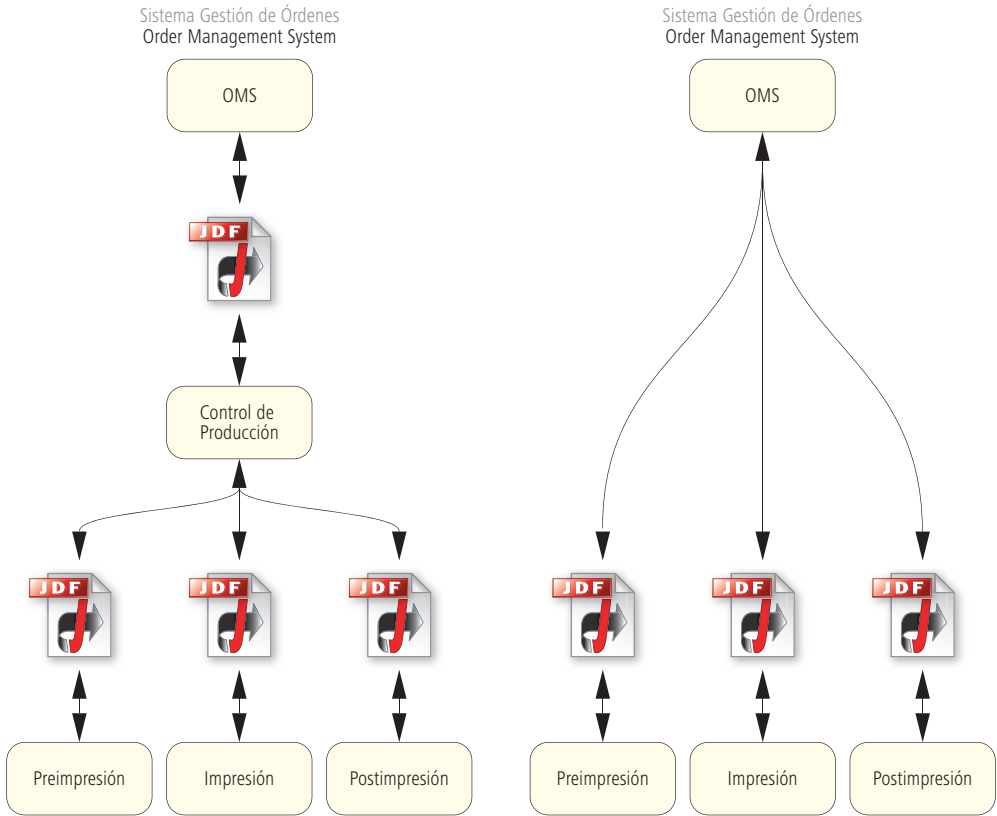 Sistema Gestión de Órdenes
Order Management System
OMS
JDF
Control de
Producción
JDF
JDF
JDF
Preimpresión
Impresión
Postimpresión
Sistema Gestión de Órdenes
Order Management System
OMS
JDF
JDF
JDF
Preimpresión
Impresión
Postimpresión